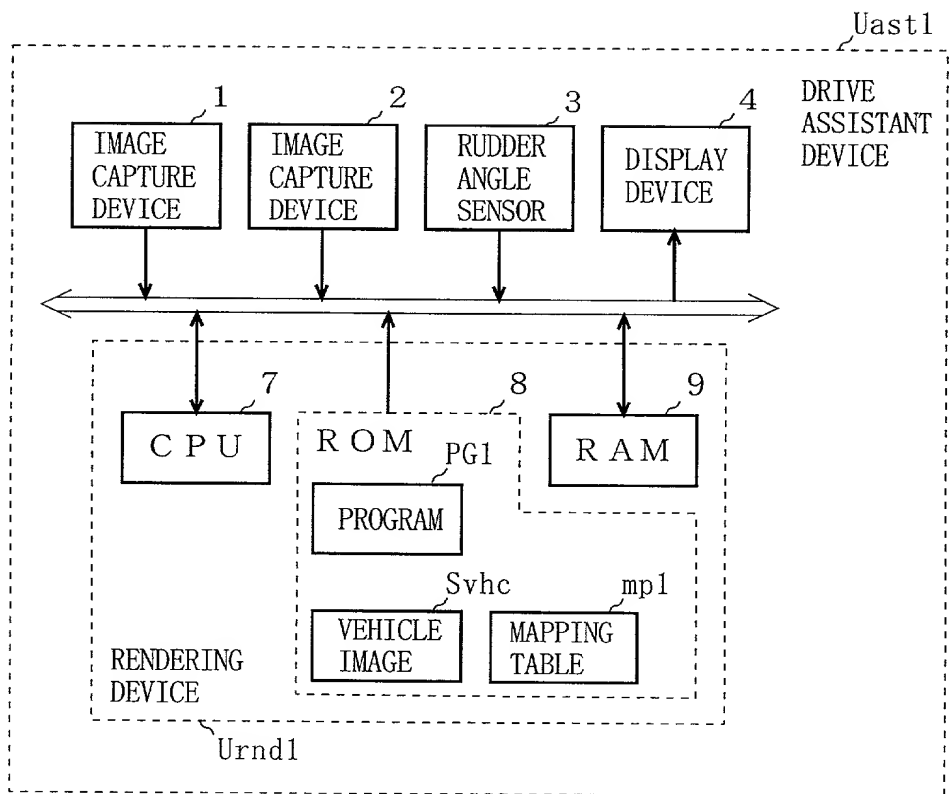 Uast1
1
2
3
4
DRIVE
ASSISTANT
DEVICE
IMAGE
CAPTURE
DEVICE
IMAGE
CAPTURE
DEVICE
RUDDER
ANGLE
SENSOR
DISPLAY
DEVICE
7
8
9
CPU
ROM
RAM
PG1
PROGRAM
Svhc
mp1
VEHICLE
IMAGE
MAPPING
TABLE
RENDERING
DEVICE
Urnd1